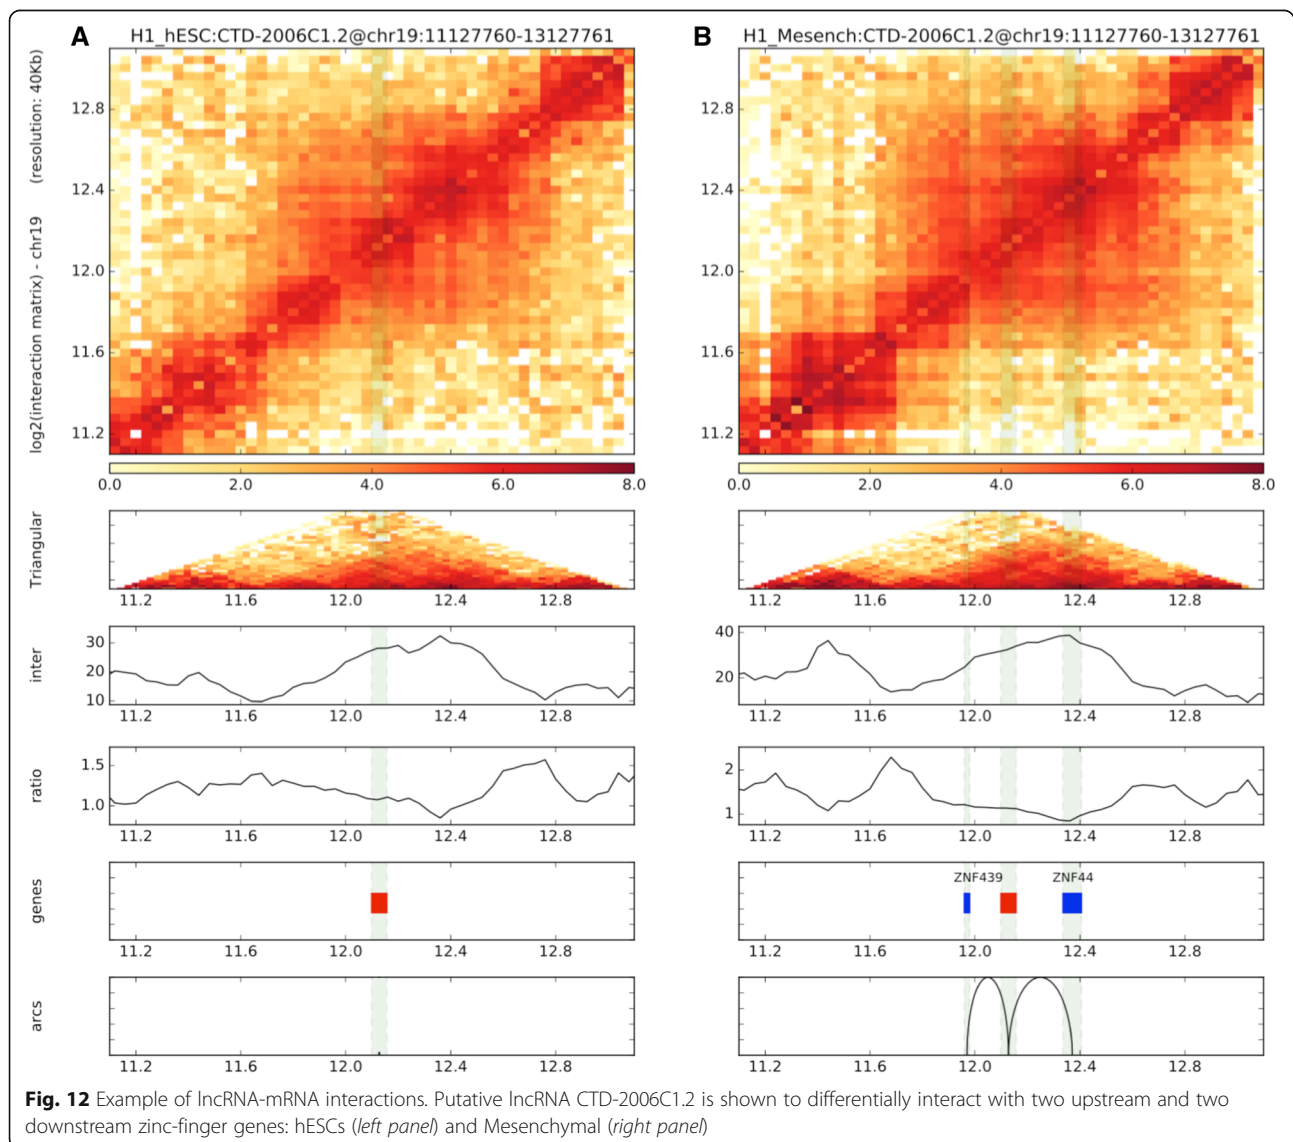 A H1_hESC:CTD-2006C1.2@chr19:11127760-13127761
B H1_Mesench:CTD-2006C1.2@chr19:11127760-13127761
log2(interaction matrix) - chr19 (resolution: 40Kb)
12.8
12.4
12.0
11.6
11.2
12.8
12.4
12.0
11.6
11.2
0.0 2.0 4.0 6.0 8.0
0.0 2.0 4.0 6.0 8.0
Triangular
11.2 11.6 12.0 12.4 12.8
11.2 11.6 12.0 12.4 12.8
inter
30
20
10
11.2 11.6 12.0 12.4 12.8
40
20
11.2 11.6 12.0 12.4 12.8
ratio
1.5
1.0
11.2 11.6 12.0 12.4 12.8
2
1
11.2 11.6 12.0 12.4 12.8
genes
11.2 11.6 12.0 12.4 12.8
ZNF439 ZNF44
11.2 11.6 12.0 12.4 12.8
arcs
11.2 11.6 12.0 12.4 12.8
11.2 11.6 12.0 12.4 12.8
Fig. 12 Example of lncRNA-mRNA interactions. Putative lncRNA CTD-2006C1.2 is shown to differentially interact with two upstream and two
downstream zinc-finger genes: hESCs (left panel) and Mesenchymal (right panel)